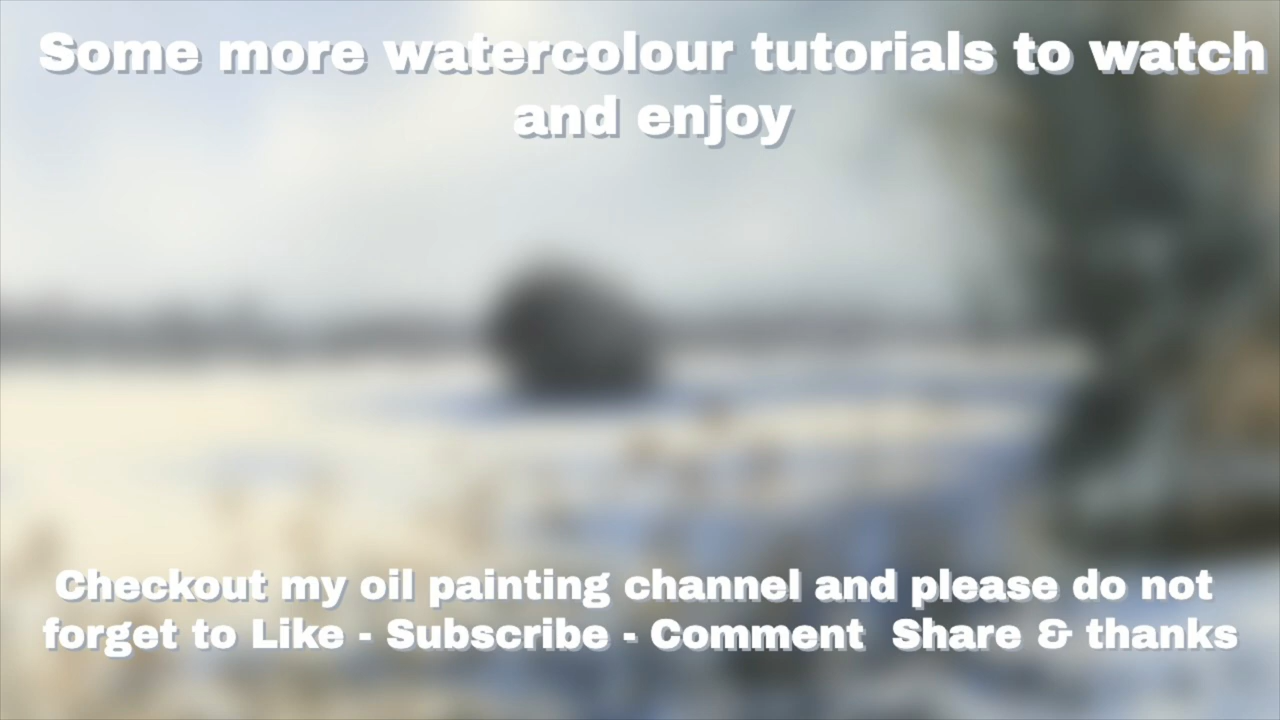 Some more watercolour tutorials to watch
and enjoy
Checkout my oil painting channel and please do not
forget to Like - Subscribe - Comment  Share & thanks